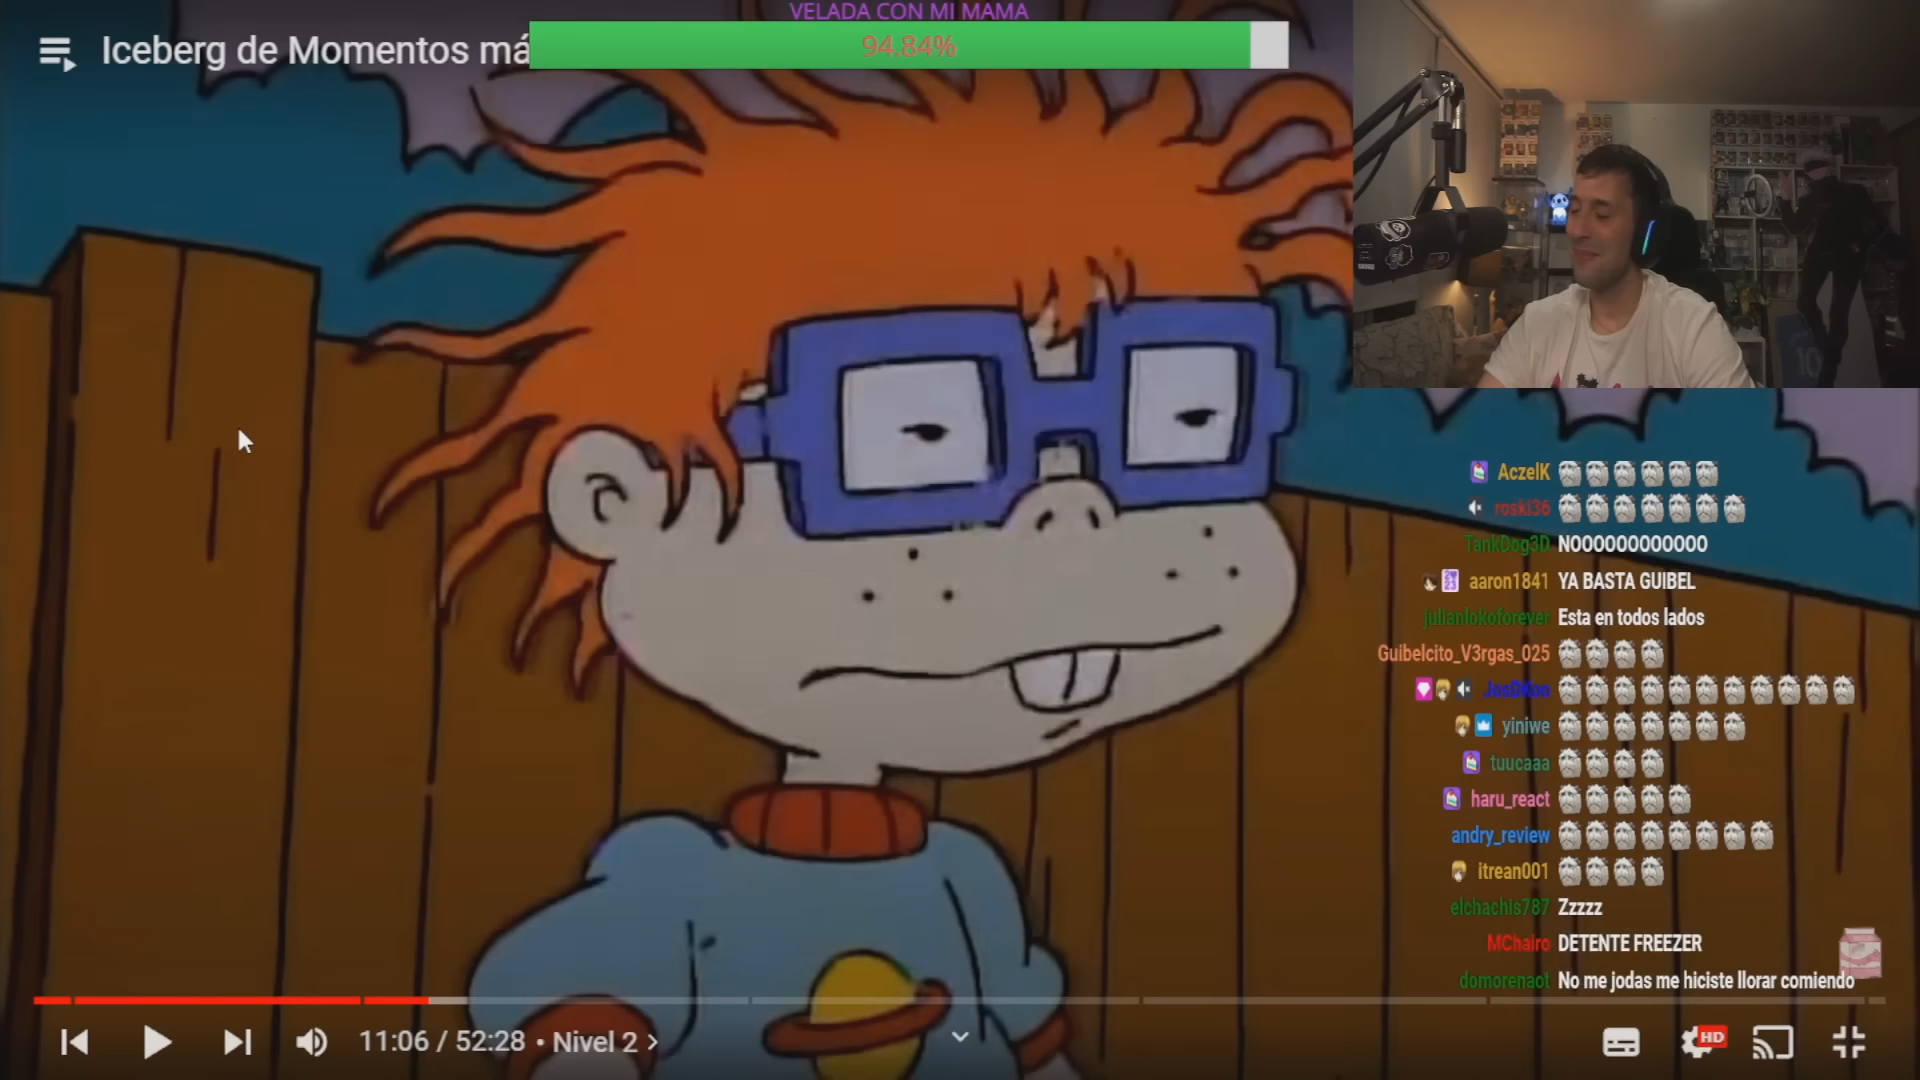 VELADA CON MI MAMA
Iceberg de Momentos má
94.84%
10
AczelK
roskl36
TankDog3D NOOOOOOOOOOOO
aaron1841 YA BASTA GUIBEL
julianlokoforever Esta en todos lados
Guibelcito_V3rgas_025
yiniwe
tuucaaa
haru_react
andry_review
itrean001
elchachis787 Zzzzz
MChairo DETENTE FREEZER
domorenaot No me jodas me hiciste llorar comiendo
11:06 / 52:28 • Nivel 2 >
HD